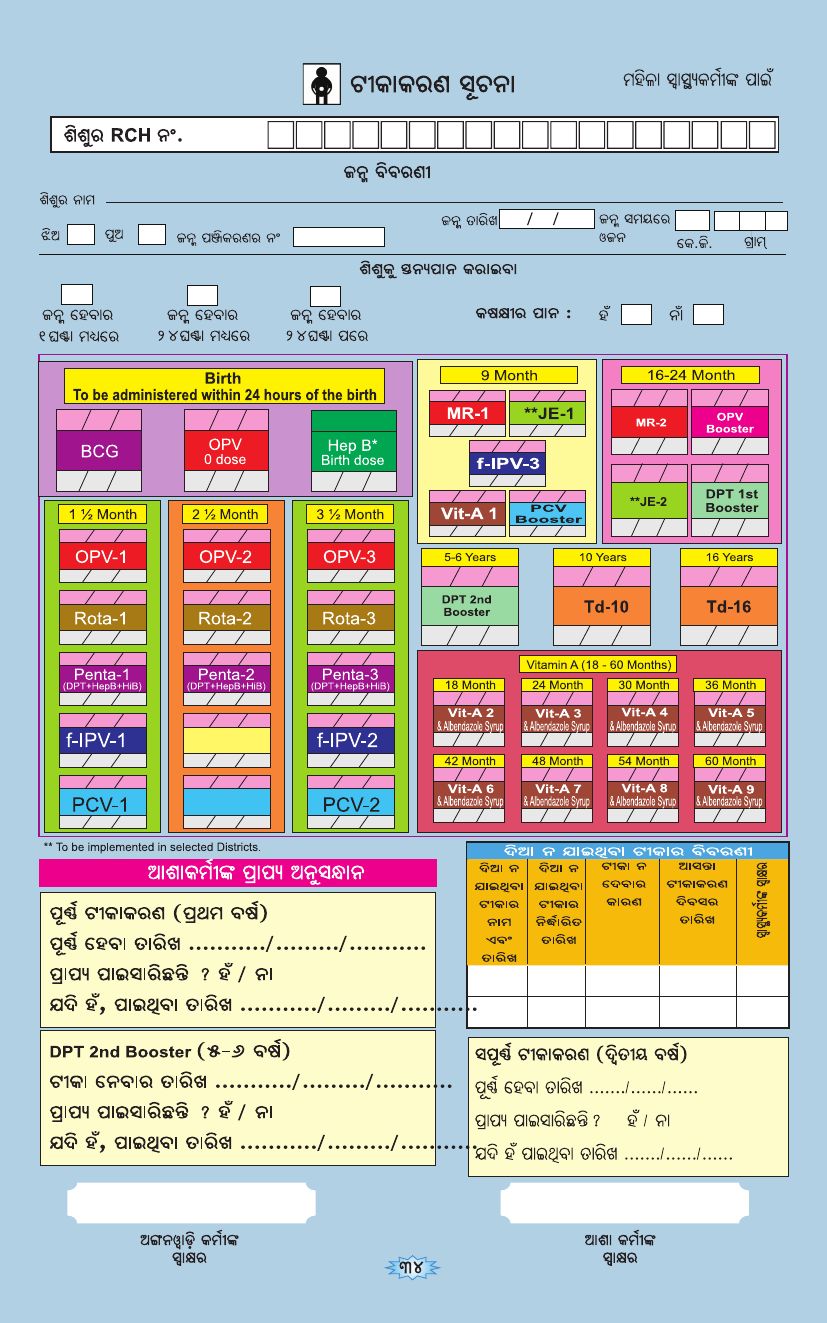 ଟୀକାକରଣ ସୂଚନା
ମହିଳା ସ୍ୱାସ୍ଥ୍ୟକର୍ମୀଙ୍କ ପାଇଁ
ଶିଶୁର RCH ନଂ.
ଜନ୍ମ ବିବରଣୀ
ଶିଶୁର ନାମ
ଜନ୍ମ ତାରିଖ / / ଜନ୍ମ ସମୟରେ ଓଜନ
ଝିଅ ପୁଅ ଜନ୍ମ ପଞ୍ଜିକରଣର ନଂ
କେ.ଜି. ଗ୍ରାମ୍
ଶିଶୁକୁ ସ୍ତନ୍ୟପାନ କରାଇବା
ଜନ୍ମ ହେବାର ୧ଘଣ୍ଟା ମଧ୍ୟରେ
ଜନ୍ମ ହେବାର ୨୪ଘଣ୍ଟା ମଧ୍ୟରେ
ଜନ୍ମ ହେବାର ୨୪ଘଣ୍ଟା ପରେ
କଷକ୍ଷୀର ପାନ : ହଁ ନାଁ
Birth
To be administered within 24 hours of the birth
BCG
OPV
0 dose
Hep B*
Birth dose
9 Month
MR-1
**JE-1
f-IPV-3
Vit-A 1
PCV
Booster
16-24 Month
MR-2
OPV
Booster
**JE-2
DPT 1st
Booster
1 ½ Month
OPV-1
Rota-1
Penta-1
(DPT+HepB+HiB)
f-IPV-1
PCV-1
2 ½ Month
OPV-2
Rota-2
Penta-2
(DPT+HepB+HiB)
3 ½ Month
OPV-3
Rota-3
Penta-3
(DPT+HepB+HiB)
f-IPV-2
PCV-2
5-6 Years
DPT 2nd
Booster
10 Years
Td-10
16 Years
Td-16
Vitamin A (18 - 60 Months)
18 Month
Vit-A 2
& Albendazole Syrup
24 Month
Vit-A 3
& Albendazole Syrup
30 Month
Vit-A 4
& Albendazole Syrup
36 Month
Vit-A 5
& Albendazole Syrup
42 Month
Vit-A 6
& Albendazole Syrup
48 Month
Vit-A 7
& Albendazole Syrup
54 Month
Vit-A 8
& Albendazole Syrup
60 Month
Vit-A 9
& Albendazole Syrup
** To be implemented in selected Districts.
ଆଶାକର୍ମୀଙ୍କ ପ୍ରାପ୍ୟ ଅନୁସନ୍ଧାନ
ପୂର୍ଣ୍ଣ ଟୀକାକରଣ (ପ୍ରଥମ ବର୍ଷ)
ପୂର୍ଣ୍ଣ ହେବା ତାରିଖ .........../........./...........
ପ୍ରାପ୍ୟ ପାଇସାରିଛନ୍ତି ? ହଁ / ନା
ଯଦି ହଁ, ପାଇଥିବା ତାରିଖ .........../........./...........
DPT 2nd Booster (୫-୬ ବର୍ଷ)
ଟୀକା ନେବାର ତାରିଖ .........../........./...........
ପ୍ରାପ୍ୟ ପାଇସାରିଛନ୍ତି ? ହଁ / ନା
ଯଦି ହଁ, ପାଇଥିବା ତାରିଖ .........../........./...........
ଦିଆ ନ ଯାଇଥିବା ଟୀକାର ବିବରଣୀ
ଦିଆ ନ
ଯାଇଥିବା
ଟୀକାର
ନାମ
ଏବଂ
ତାରିଖ
ଦିଆ ନ
ଯାଇଥିବା
ଟୀକାର
ନିର୍ଦ୍ଧାରିତ
ତାରିଖ
ଟୀକା ନ
ଦେବାର
କାରଣ
ଆସନ୍ତା
ଟୀକାକରଣ
ଦିବସର
ତାରିଖ
ସ୍ୱାସ୍ଥ୍ୟକର୍ମୀଙ୍କ ସ୍ୱାକ୍ଷର
ସଂପୂର୍ଣ୍ଣ ଟୀକାକରଣ (ଦ୍ୱିତୀୟ ବର୍ଷ)
ପୂର୍ଣ୍ଣ ହେବା ତାରିଖ ......./....../......
ପ୍ରାପ୍ୟ ପାଇସାରିଛନ୍ତି ? ହଁ / ନା
ଯଦି ହଁ ପାଇଥିବା ତାରିଖ ......./....../......
ଅଙ୍ଗନୱାଡ଼ି କର୍ମୀଙ୍କ
ସ୍ୱାକ୍ଷର
ଆଶା କର୍ମୀଙ୍କ
ସ୍ୱାକ୍ଷର
୩୪